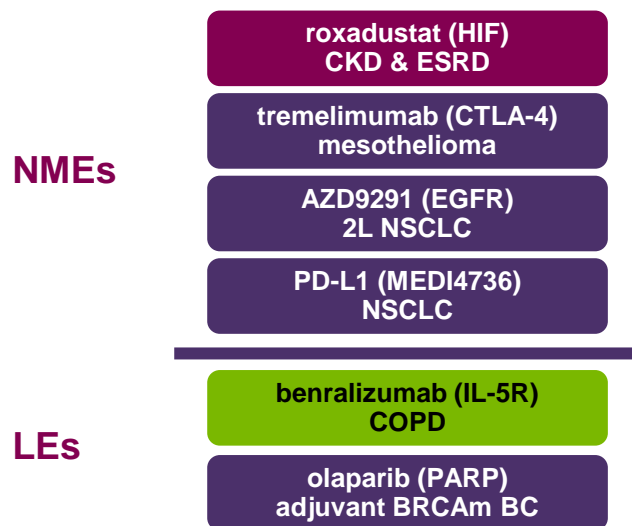 roxadustat (HIF)
CKD & ESRD
tremelimumab (CTLA-4)
mesothelioma
NMEs
AZD9291 (EGFR)
2L NSCLC
PD-L1 (MEDI4736)
NSCLC
benralizumab (IL-5R)
COPD
LEs
olaparib (PARP)
adjuvant BRCAm BC